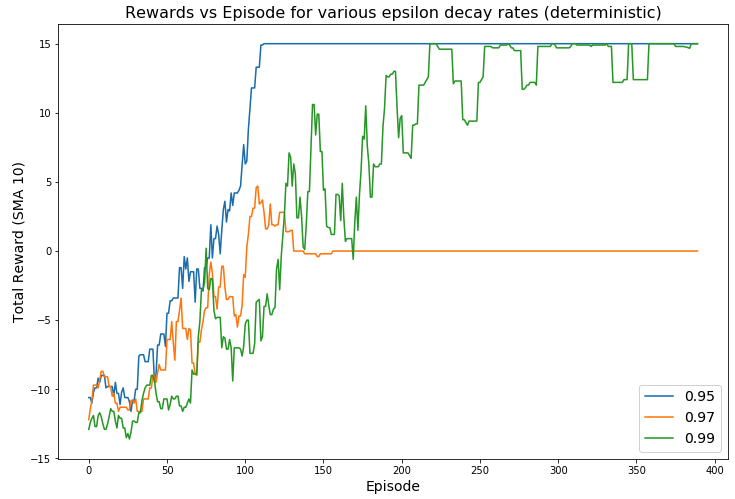 Rewards vs Episode for various epsilon decay rates (deterministic)
Total Reward (SMA 10)
15
10
5
0
−5
−10
−15
0.95
0.97
0.99
0 50 100 150 200 250 300 350 400
Episode